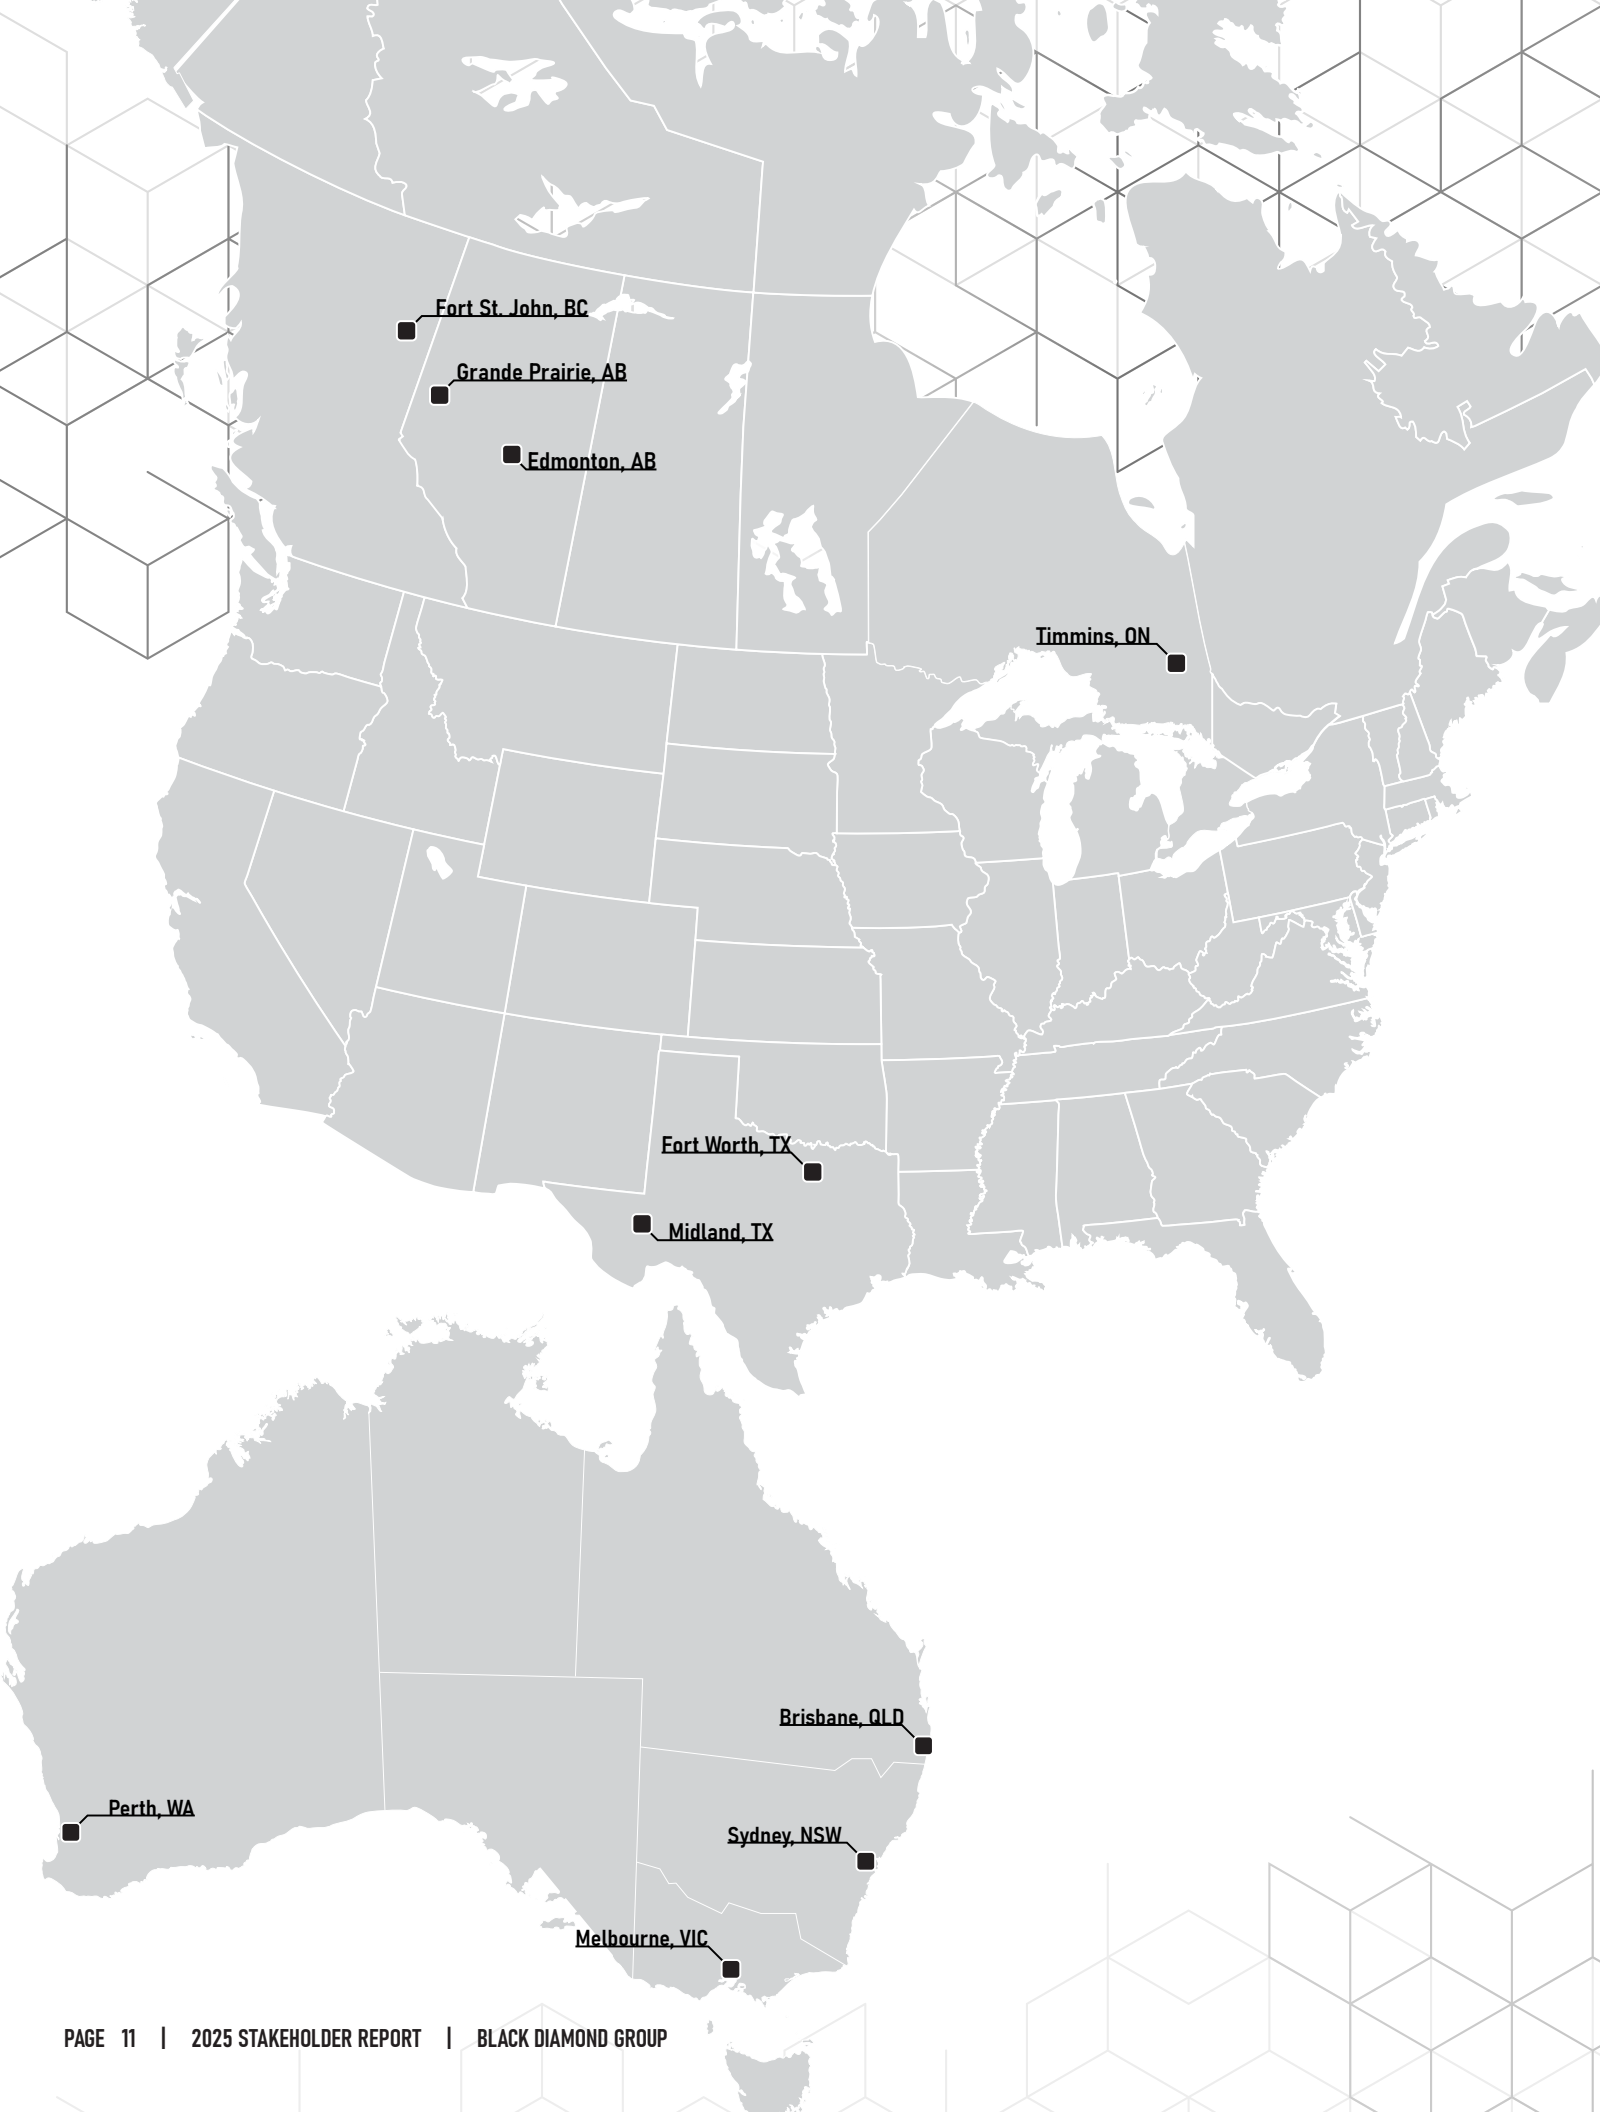 Fort St. John, BC
Grande Prairie, AB
Edmonton, AB
Timmins, ON
Fort Worth, TX
Midland, TX
Brisbane, QLD
Perth, WA
Sydney, NSW
Melbourne, VIC
PAGE 11 | 2025 STAKEHOLDER REPORT | BLACK DIAMOND GROUP